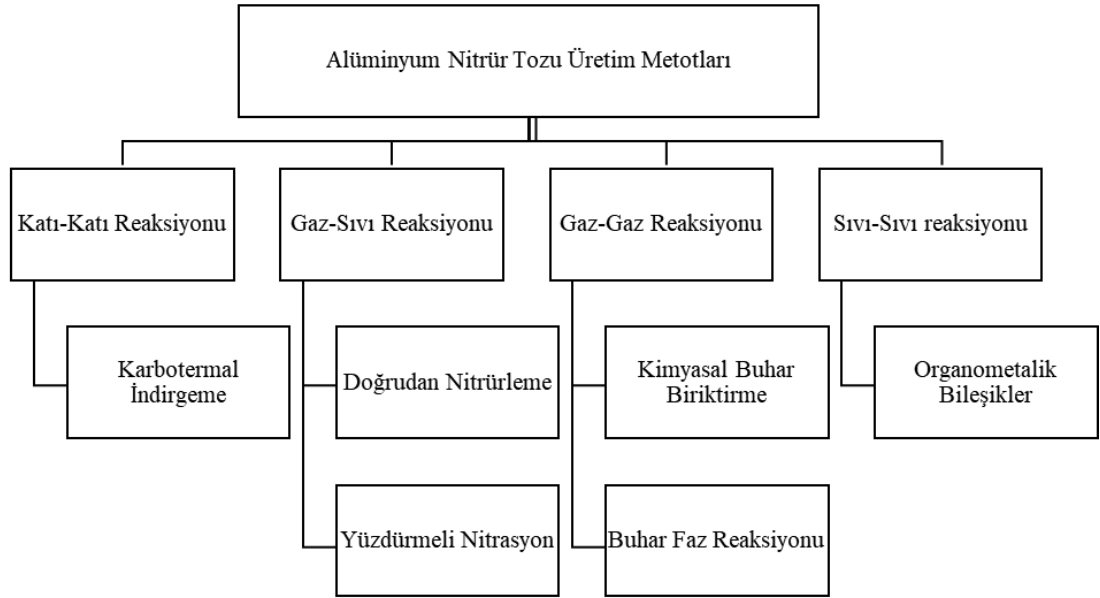 Alüminyum Nitrür Tozu Üretim Metotları
Katı-Katı Reaksiyonu
Gaz-Sıvı Reaksiyonu
Gaz-Gaz Reaksiyonu
Sıvı-Sıvı reaksiyonu
Karbotermal
İndirgeme
Doğrudan Nitrürleme
Kimyasal Buhar
Biriktirme
Organometalik
Bileşikler
Yüzdürmeli Nitrasyon
Buhar Faz Reaksiyonu